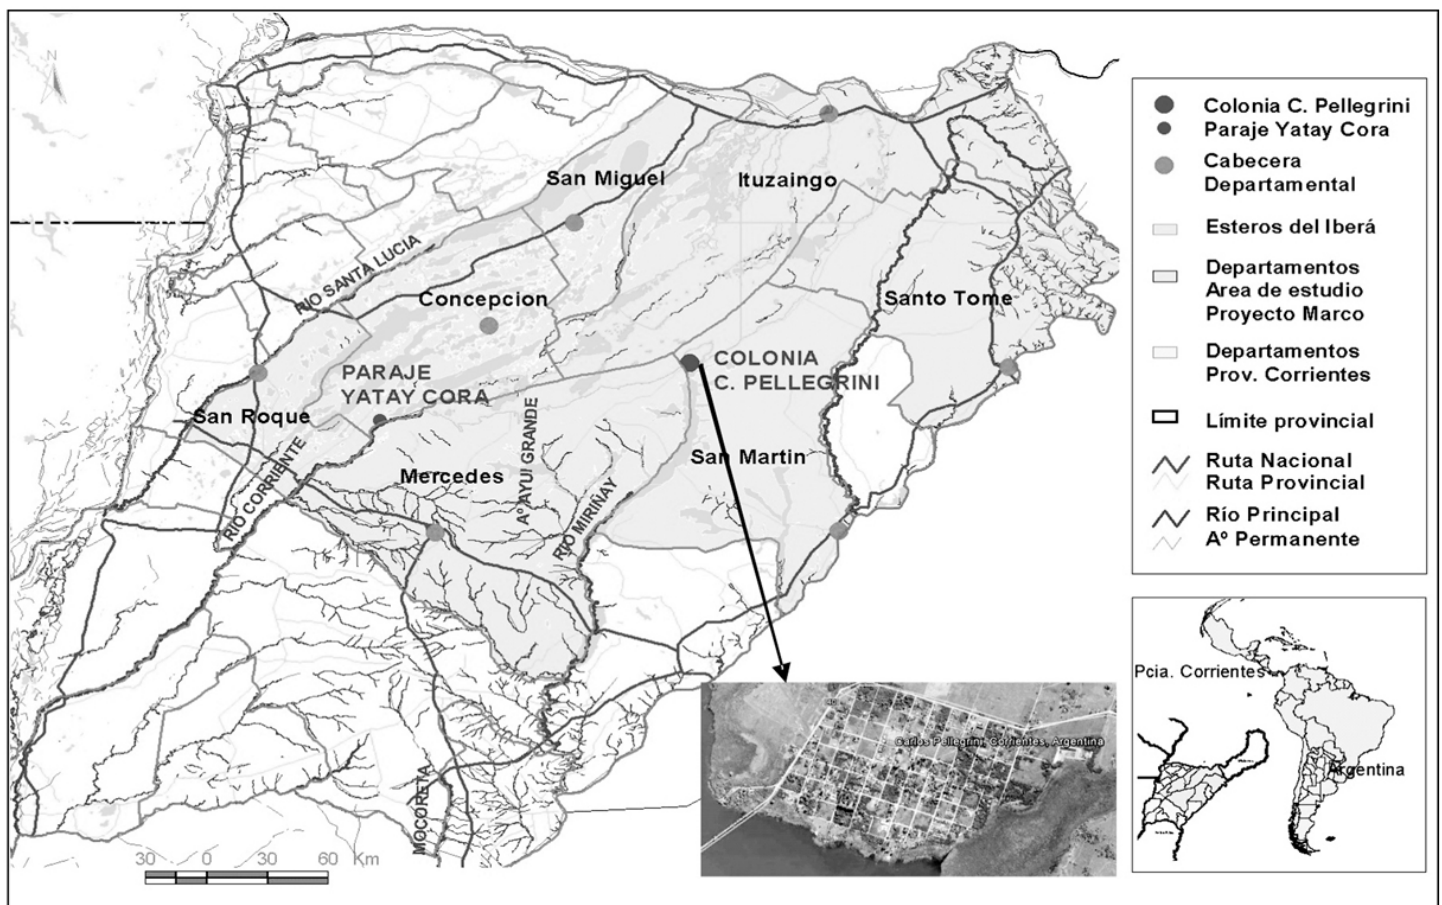 N
San Miguel
Ituzaingo
RIO SANTA LUCIA
Concepcion
Santo Tome
PARAJE
YATAY CORA
COLONIA
C. PELLEGRINI
San Roque
RIO CORRIENTE
Mercedes
Aº AYUI GRANDE
RIO MIRIÑAY
San Martin
MOCORETA
30 0 30 60 Km
Carlos Pellegrini, Corrientes, Argentina
Colonia C. Pellegrini
Paraje Yatay Cora
Cabecera
Departamental
Esteros del Iberá
Departamentos
Area de estudio
Proyecto Marco
Departamentos
Prov. Corrientes
Límite provincial
Ruta Nacional
Ruta Provincial
Río Principal
Aº Permanente
Pcia. Corrientes
Argentina